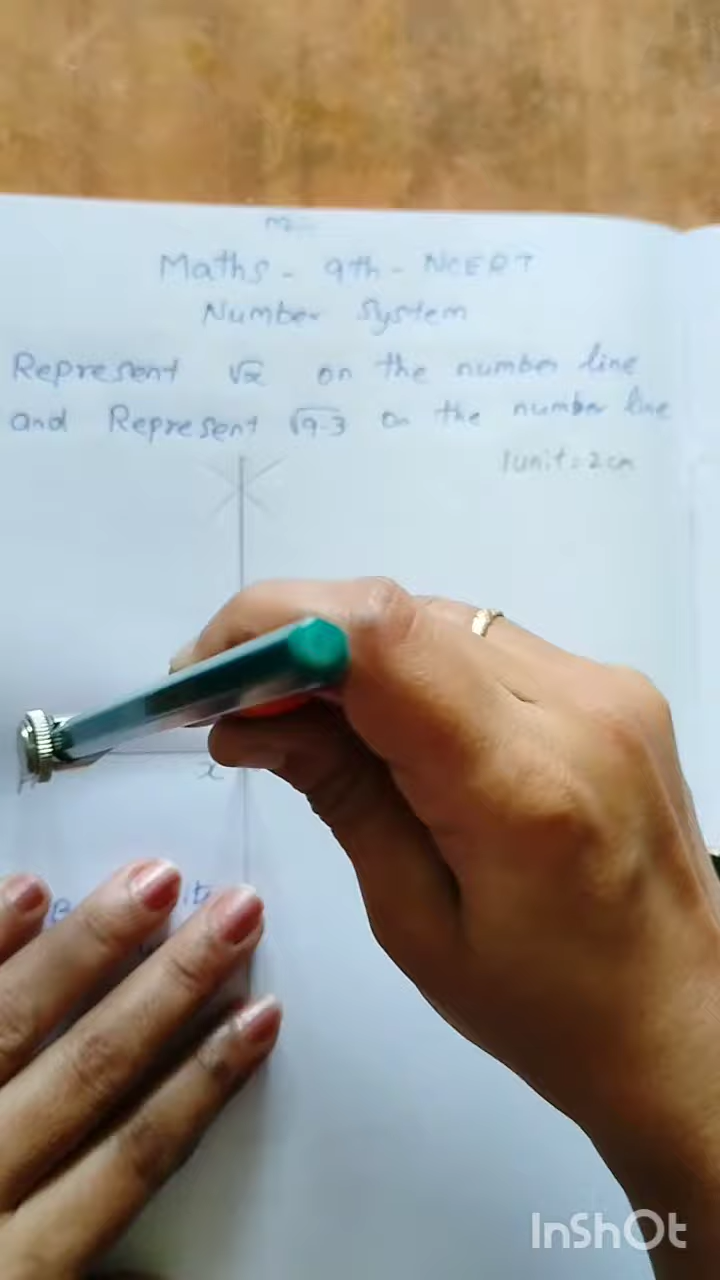 Maths - 9th - NCERT
Number System
Represent √2 on the number line
and Represent √9.3 on the number line
1unit = 2cm
x
InShOt